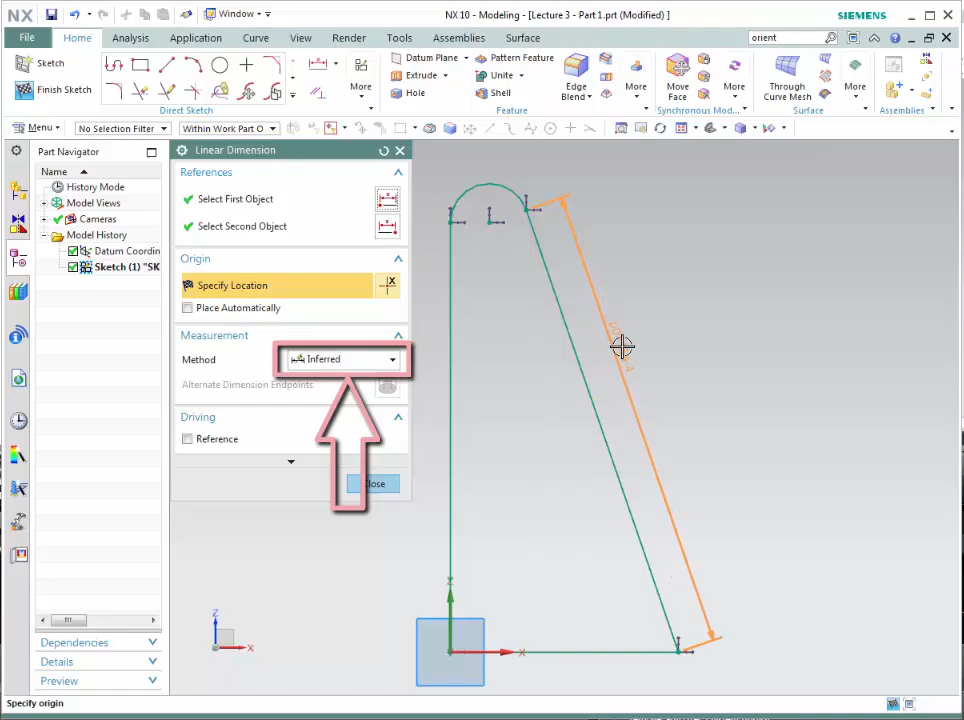 NX Window NX 10 - Modeling - [Lecture 3 - Part 1.prt (Modified) ] SIEMENS
File Home Analysis Application Curve View Render Tools Assemblies Surface orient
Sketch Datum Plane Pattern Feature
Finish Sketch Extrude Unite
Hole Shell
More Edge Blend More Move Face More Through Curve Mesh More
Direct Sketch Feature Synchronous Mod... Surface Assemblies
Menu No Selection Filter Within Work Part O
Part Navigator
Name
History Mode
Model Views
Cameras
Model History
Datum Coordin
Sketch (1) "SK
Dependencies
Details
Preview
Linear Dimension
References
Select First Object
Select Second Object
Origin
Specify Location
Place Automatically
Measurement
Method Inferred
Alternate Dimension Endpoints
Driving
Reference
Close
X
X
Z
X
Specify origin